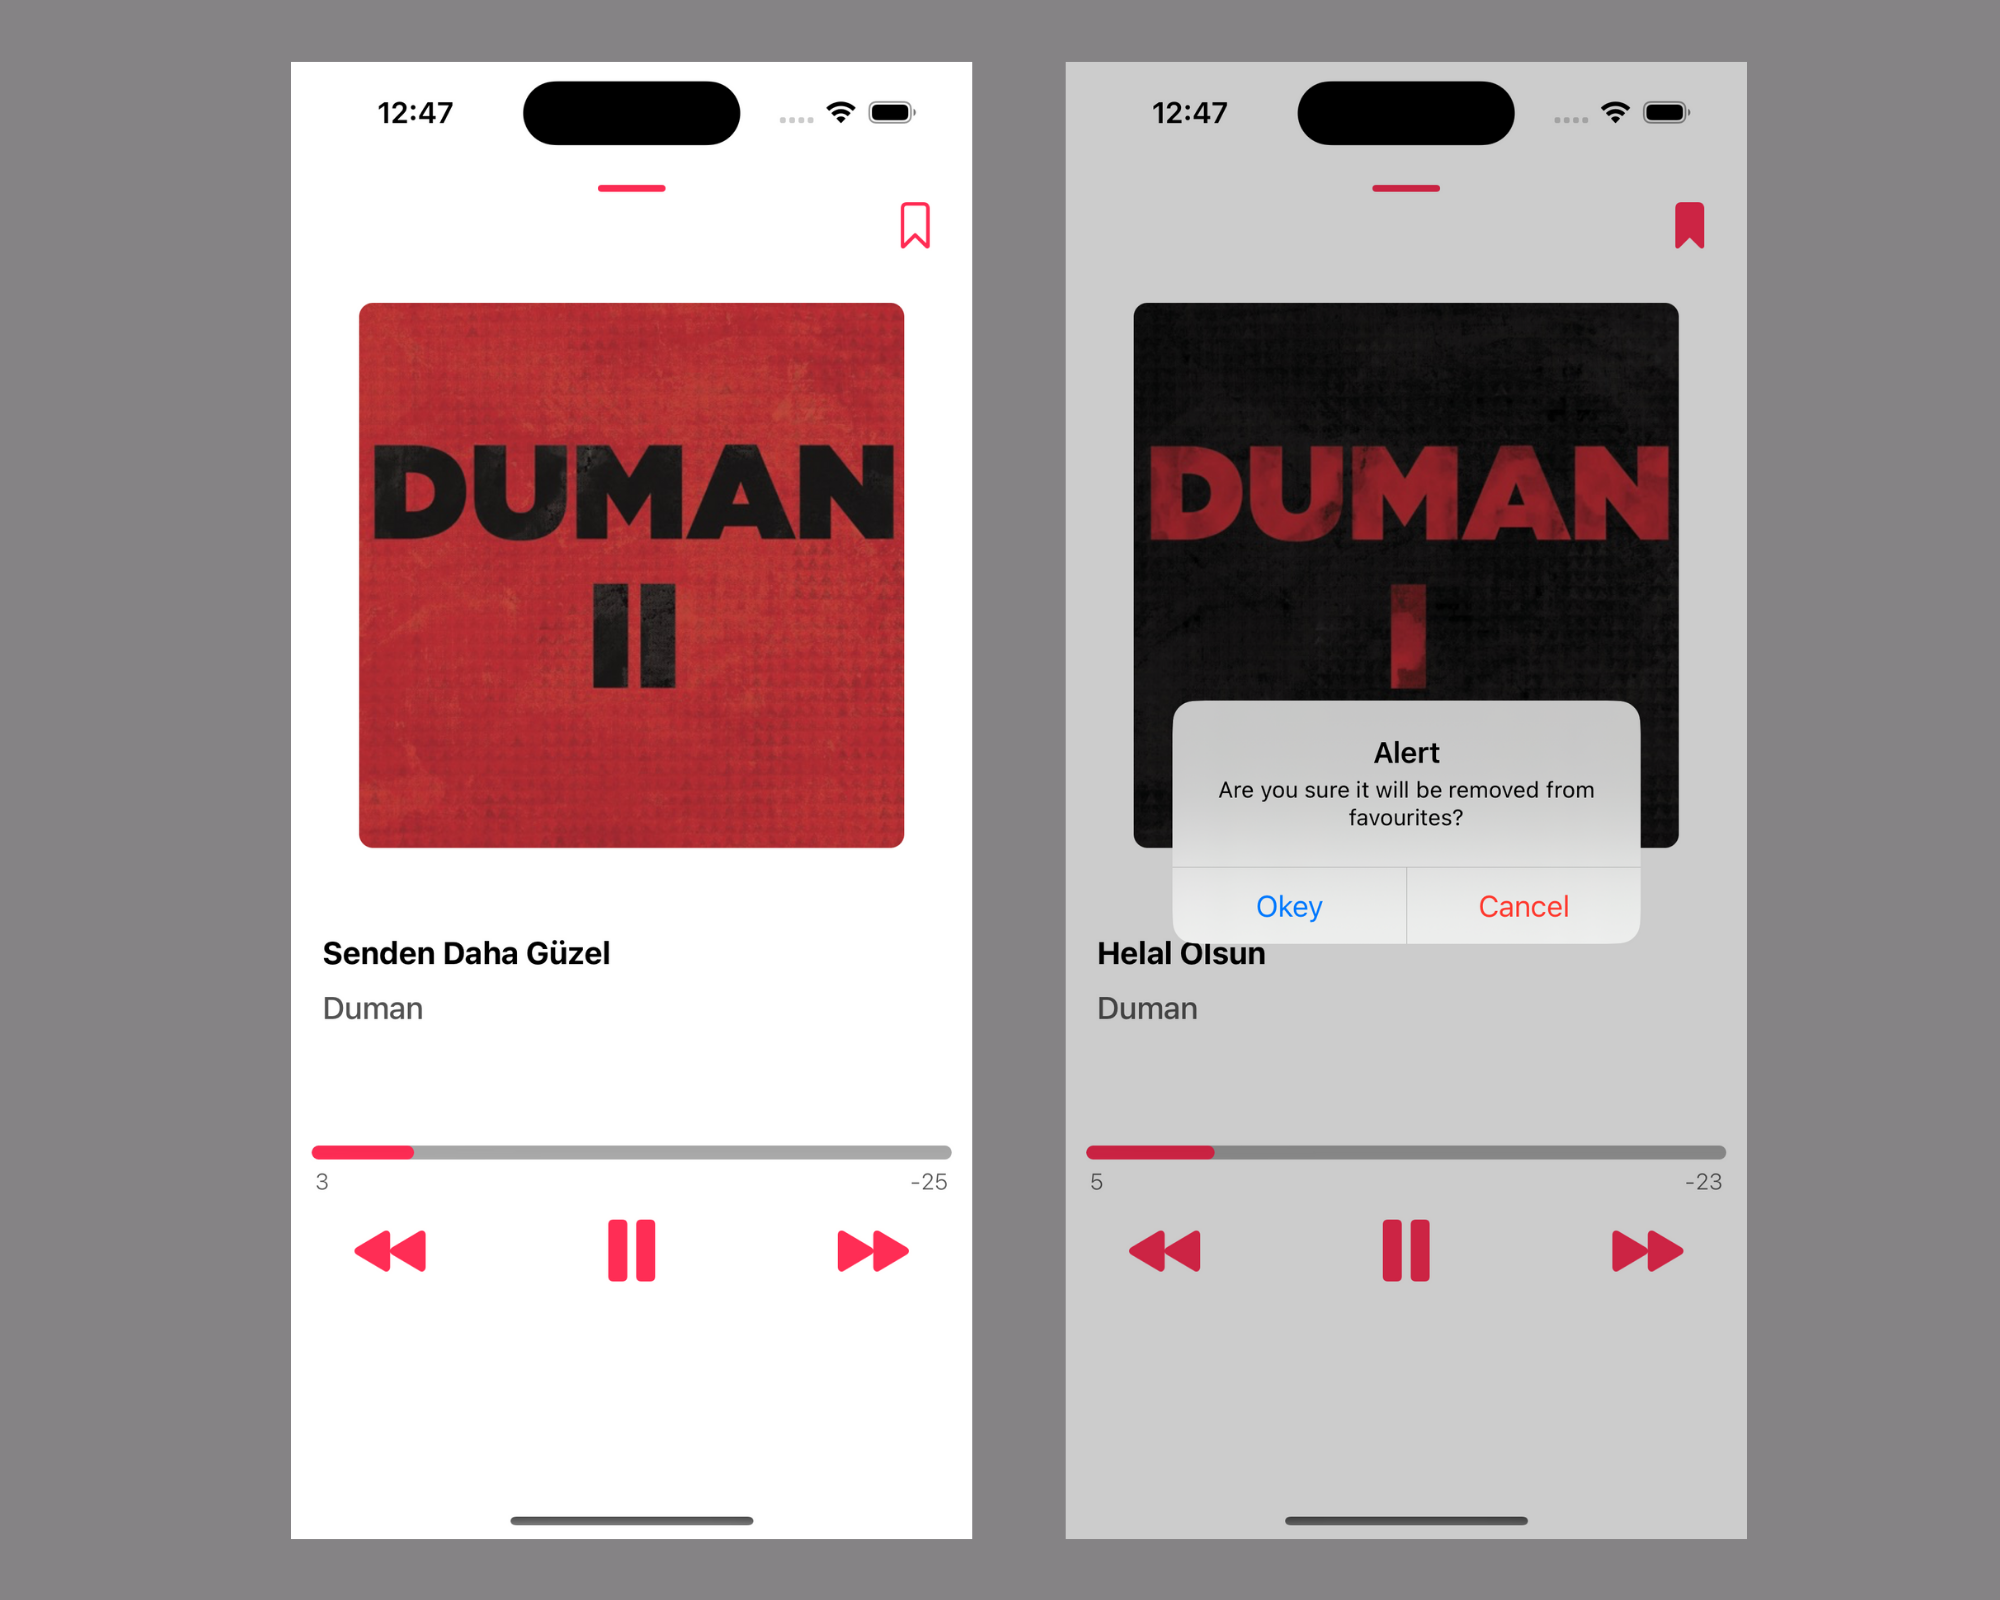 12:47
DUMAN
II
Senden Daha Güzel
Duman
3
-25
12:47
DUMAN
I
Alert
Are you sure it will be removed from
favourites?
Okey
Cancel
Helal Olsun
Duman
5
-23